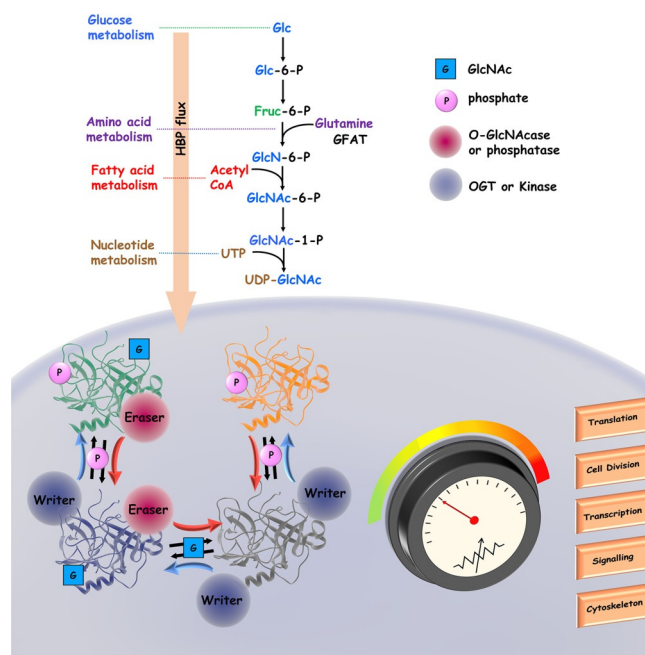 Glucose
metabolism
Glc
Glc-6-P
Fruc-6-P
Amino acid
metabolism
Glutamine
GFAT
GlcN-6-P
Fatty acid
metabolism
Acetyl
CoA
GlcNAc-6-P
GlcNAc-1-P
Nucleotide
metabolism
UTP
UDP-GlcNAc
HBP flux
G
GlcNAc
P
phosphate
O-GlcNAcase
or phosphatase
OGT or Kinase
G
P
Eraser
P
P
P
Writer
Eraser
Writer
G
G
Writer
Translation
Cell Division
Transcription
Signalling
Cytoskeleton